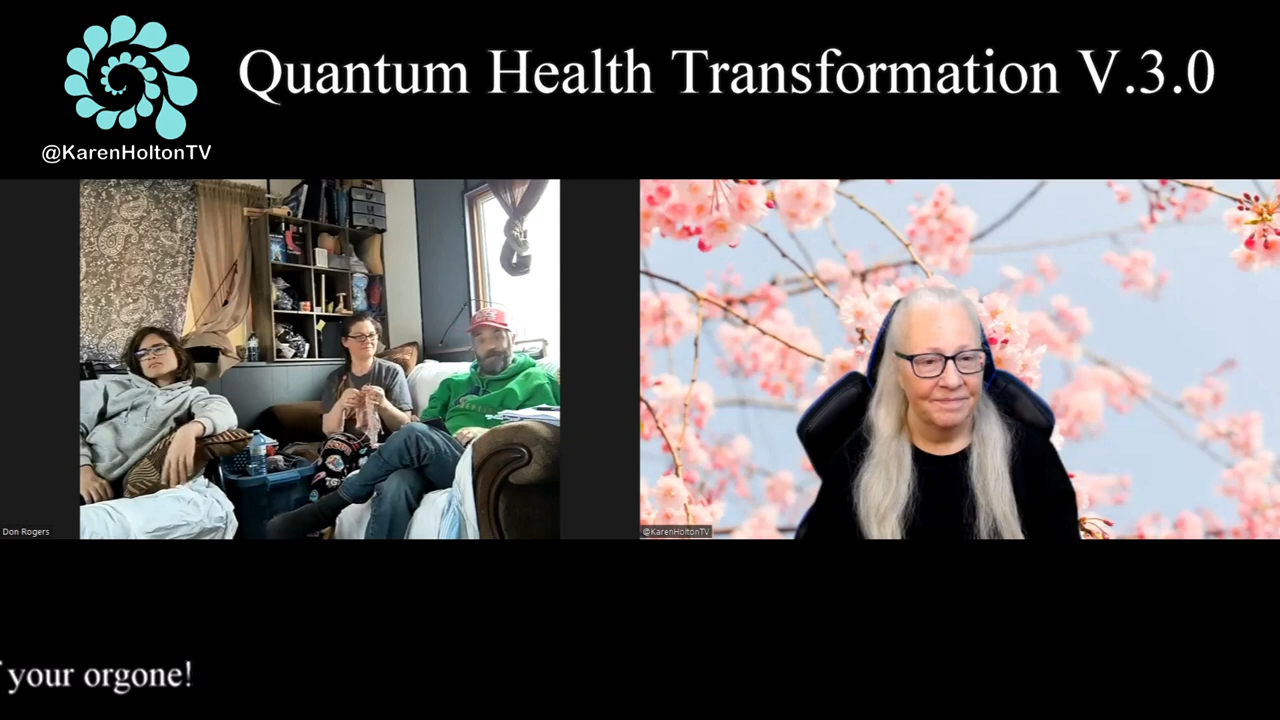 Quantum Health Transformation V.3.0
@KarenHoltonTV
Don Rogers
@KarenHoltonTV
your orgone!